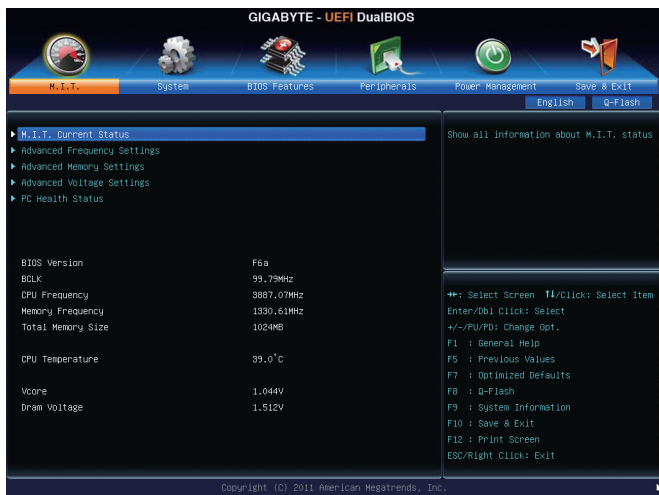 GIGABYTE - UEFI DualBIOS
M.I.T.
System
BIOS Features
Peripherals
Power Management
Save & Exit
English
Q-Flash
M.I.T. Current Status
Advanced Frequency Settings
Advanced Memory Settings
Advanced Voltage Settings
PC Health Status
BIOS Version F6a
BCLK 99.79MHz
CPU Frequency 3887.07MHz
Memory Frequency 1330.61MHz
Total Memory Size 1024MB
CPU Temperature 39.0°C
Vcore 1.044V
Dram Voltage 1.512V
Show all information about M.I.T. status
→←: Select Screen ↑↓/Click: Select Item
Enter/Dbl Click: Select
+/-/PU/PD: Change Opt.
F1 : General Help
F5 : Previous Values
F7 : Optimized Defaults
F8 : Q-Flash
F9 : System Information
F10 : Save & Exit
F12 : Print Screen
ESC/Right Click: Exit
Copyright (C) 2011 American Megatrends, Inc.